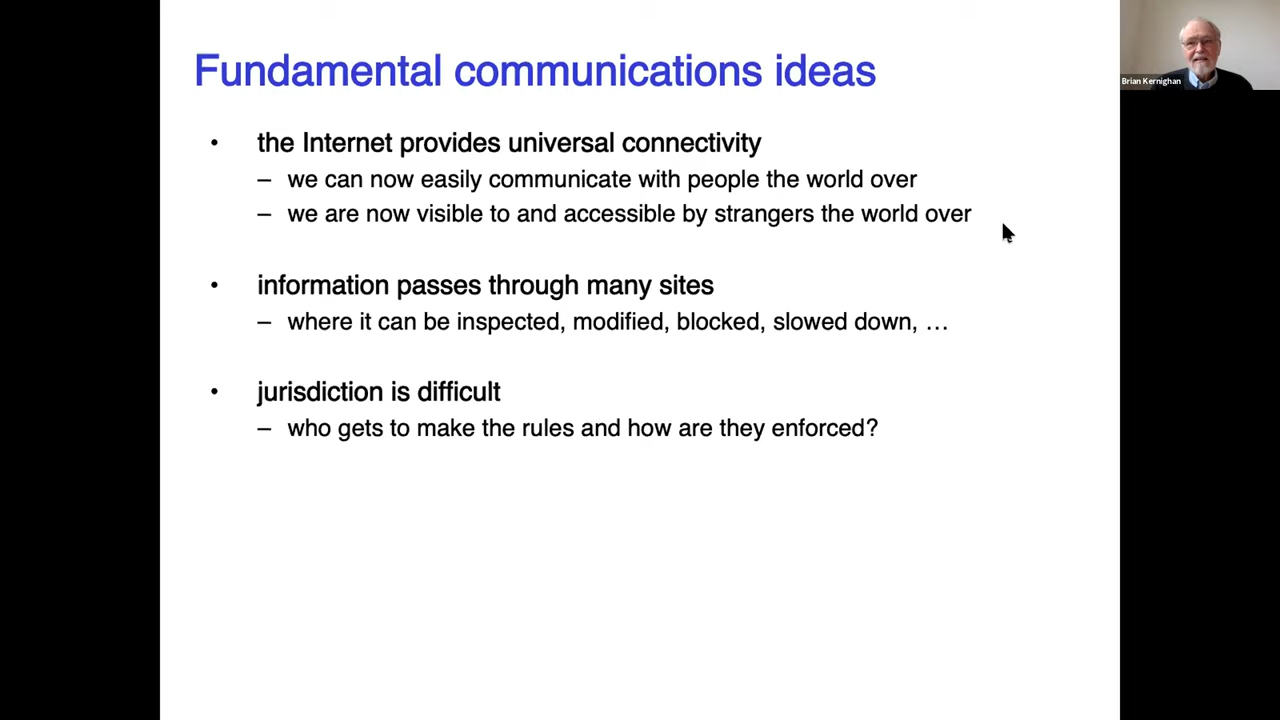 Fundamental communications ideas
• the Internet provides universal connectivity
– we can now easily communicate with people the world over
– we are now visible to and accessible by strangers the world over
• information passes through many sites
– where it can be inspected, modified, blocked, slowed down, …
• jurisdiction is difficult
– who gets to make the rules and how are they enforced?
Brian Kernighan